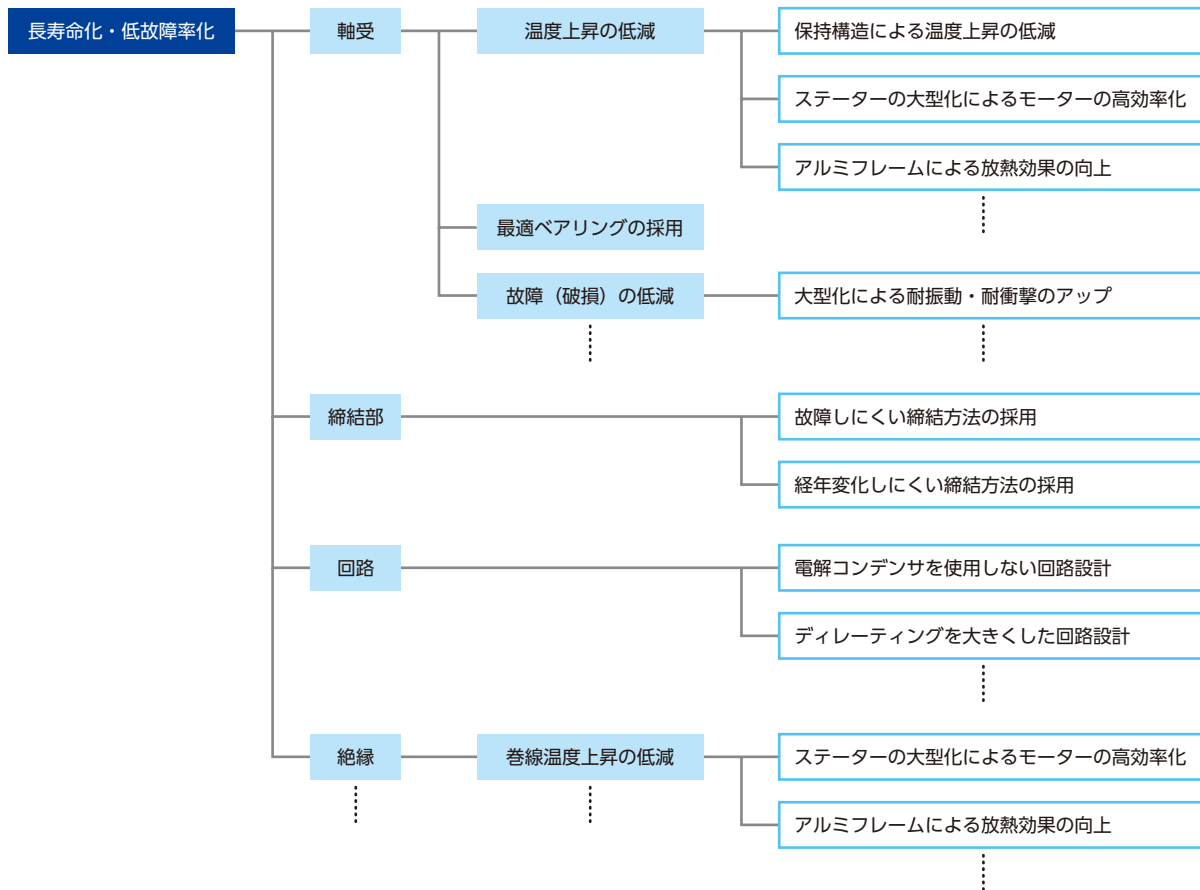 長寿命化・低故障率化
軸受
温度上昇の低減
保持構造による温度上昇の低減
ステーターの大型化によるモーターの高効率化
アルミフレームによる放熱効果の向上
最適ベアリングの採用
故障（破損）の低減
大型化による耐振動・耐衝撃のアップ
締結部
故障しにくい締結方法の採用
経年変化しにくい締結方法の採用
回路
電解コンデンサを使用しない回路設計
ディレーティングを大きくした回路設計
絶縁
巻線温度上昇の低減
ステーターの大型化によるモーターの高効率化
アルミフレームによる放熱効果の向上